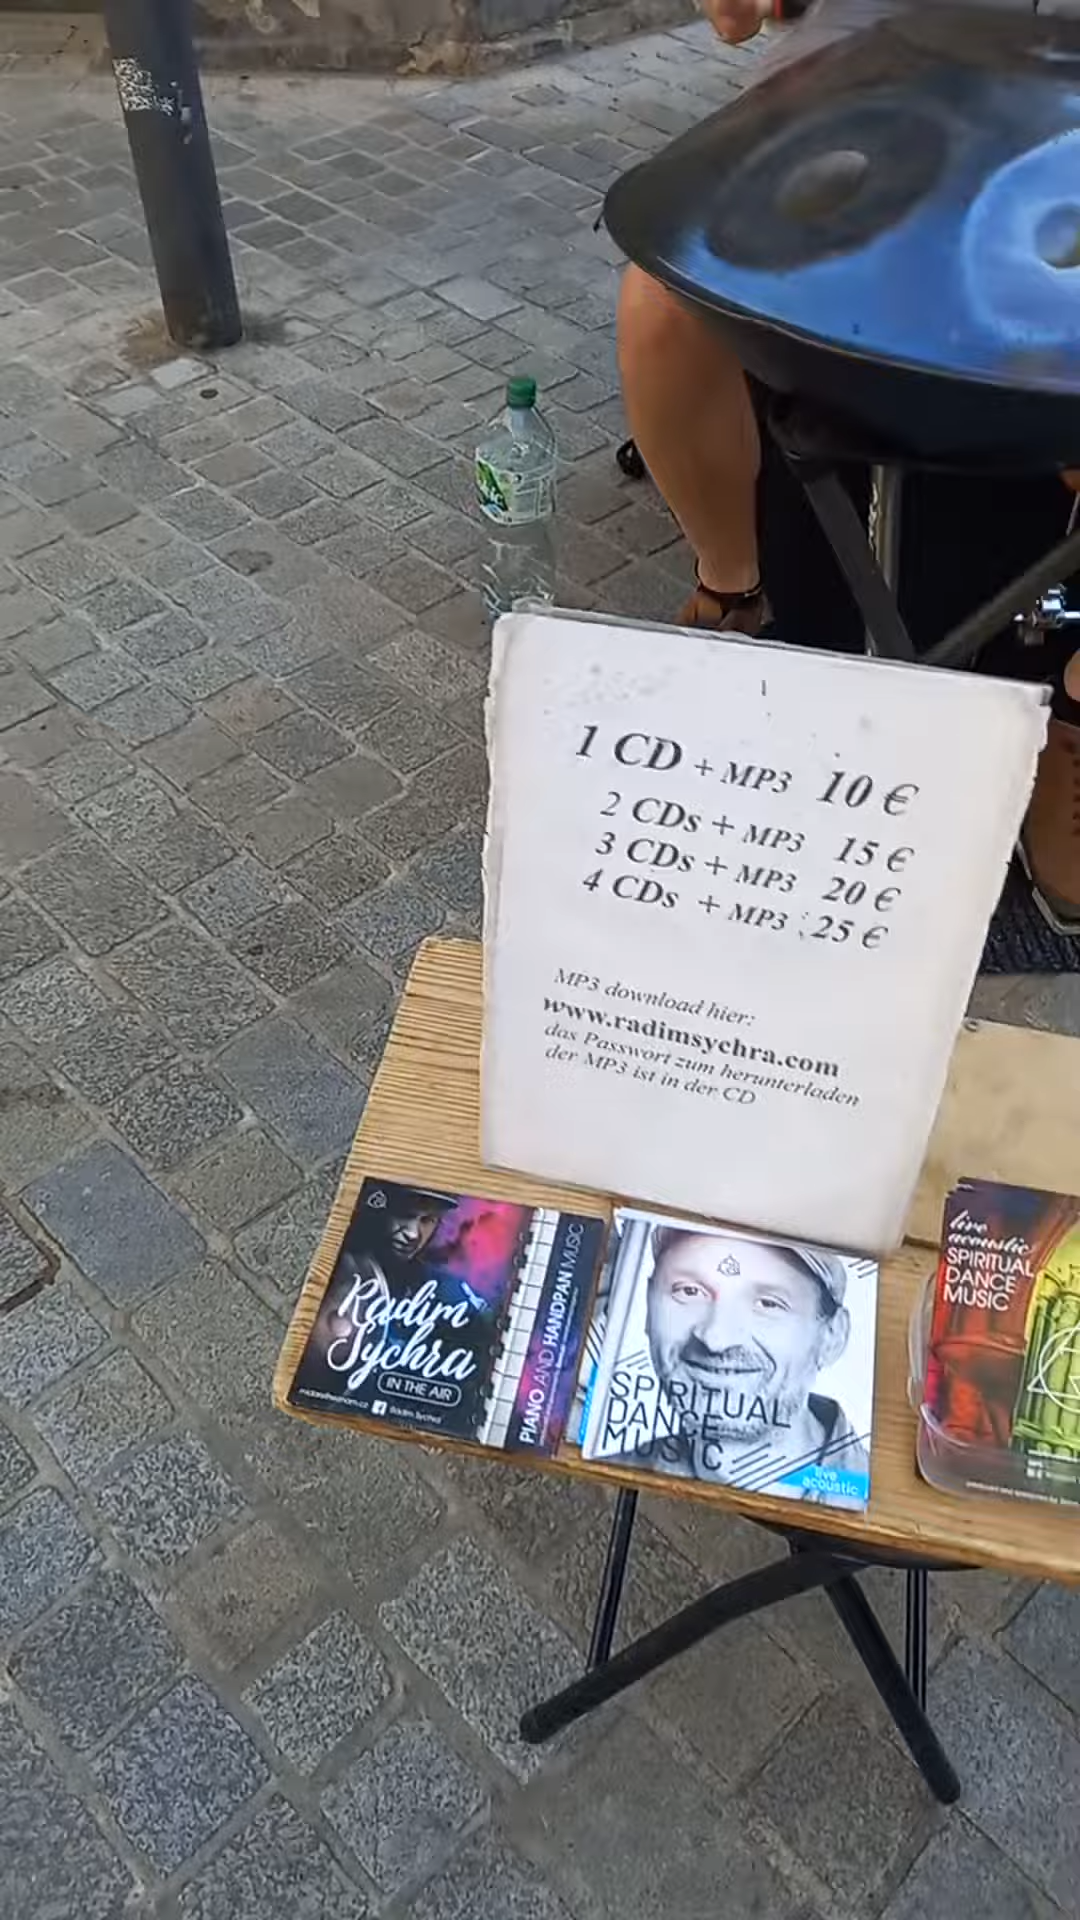 1 CD + MP3 10 €
2 CDs + MP3 15 €
3 CDs + MP3 20 €
4 CDs + MP3 25 €
MP3 download hier:
www.radimsychra.com
das Passwort zum herunterladen
der MP3 ist in der CD
Radim
Sychra
IN THE AIR
Radim Sychra
PIANO AND HANDPAN MUSIC
SPIRITUAL
DANCE
MUSIC
live
acoustic
live
acoustic
SPIRITUAL
DANCE
MUSIC